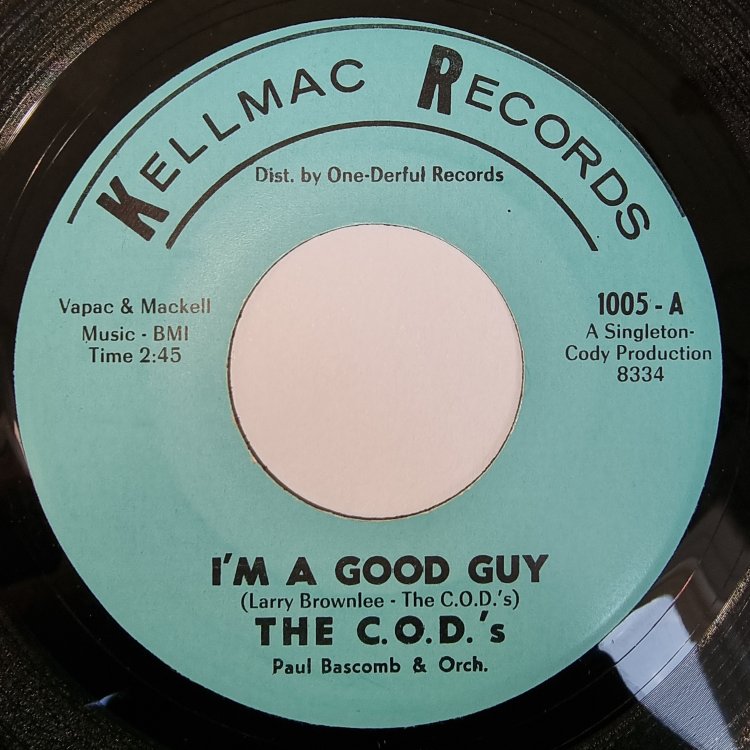 KELLMAC RECORDS
Dist. by One-Derful Records
Vapac & Mackell
Music - BMI
Time 2:45
1005 - A
A Singleton-
Cody Production
8334
I'M A GOOD GUY
(Larry Brownlee - The C.O.D.'s)
THE C.O.D.'s
Paul Bascomb & Orch.